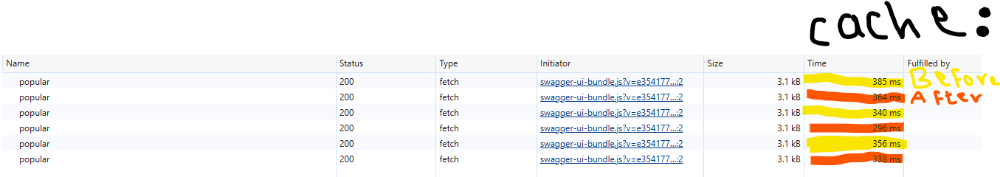 cache:
Name Status Type Initiator Size Time Fulfilled by
popular 200 fetch swagger-ui-bundle.js?v=e354177...:2 3.1 kB 385 ms Before
popular 200 fetch swagger-ui-bundle.js?v=e354177...:2 3.1 kB 364 ms After
popular 200 fetch swagger-ui-bundle.js?v=e354177...:2 3.1 kB 340 ms
popular 200 fetch swagger-ui-bundle.js?v=e354177...:2 3.1 kB 296 ms
popular 200 fetch swagger-ui-bundle.js?v=e354177...:2 3.1 kB 356 ms
popular 200 fetch swagger-ui-bundle.js?v=e354177...:2 3.1 kB 338 ms